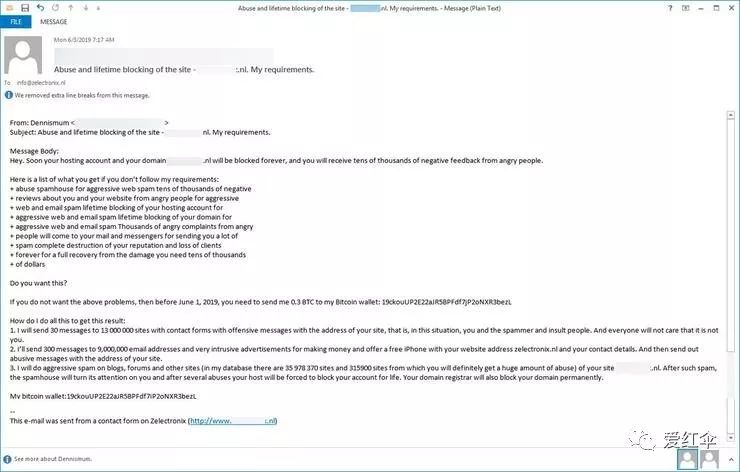 Abuse and lifetime blocking of the site - .nl. My requirements. - Message (Plain Text)
FILE MESSAGE
Mon 6/3/2019 7:17 AM
Abuse and lifetime blocking of the site - .nl. My requirements.
To info@zelectronix.nl
We removed extra line breaks from this message.
From: Dennismum < >
Subject: Abuse and lifetime blocking of the site - nl. My requirements.
Message Body:
Hey. Soon your hosting account and your domain .nl will be blocked forever, and you will receive tens of thousands of negative feedback from angry people.
Here is a list of what you get if you don't follow my requirements:
+ abuse spamhouse for aggressive web spam tens of thousands of negative
+ reviews about you and your website from angry people for aggressive
+ web and email spam lifetime blocking of your hosting account for
+ aggressive web and email spam lifetime blocking of your domain for
+ aggressive web and email spam Thousands of angry complaints from angry
+ people will come to your mail and messengers for sending you a lot of
+ spam complete destruction of your reputation and loss of clients
+ forever for a full recovery from the damage you need tens of thousands
+ of dollars
Do you want this?
If you do not want the above problems, then before June 1, 2019, you need to send me 0.3 BTC to my Bitcoin wallet: 19ckouUP2E22aJR5BPFdf7jP2oNXR3bezL
How do I do all this to get this result:
1. I will send 30 messages to 13 000 000 sites with contact forms with offensive messages with the address of your site, that is, in this situation, you and the spammer and insult people. And everyone will not care that it is not
you.
2. I'll send 300 messages to 9,000,000 email addresses and very intrusive advertisements for making money and offer a free iPhone with your website address zelectronix.nl and your contact details. And then send out
abusive messages with the address of your site.
3. I will do aggressive spam on blogs, forums and other sites (in my database there are 35 978 370 sites and 315900 sites from which you will definitely get a huge amount of abuse) of your site .nl. After such spam,
the spamhouse will turn its attention on you and after several abuses your host will be forced to block your account for life. Your domain registrar will also block your domain permanently.
My bitcoin wallet:19ckouUP2E22aJR5BPFdf7jP2oNXR3bezL
--
This e-mail was sent from a contact form on Zelectronix (http://www. .nl)
See more about Dennismum.
爱红伞